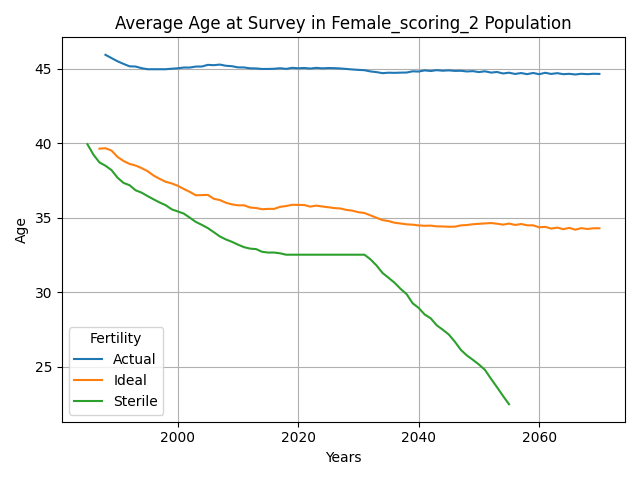 Average Age at Survey in Female_scoring_2 Population
Age
45
40
35
30
25
Fertility
Actual
Ideal
Sterile
2000 2020 2040 2060
Years